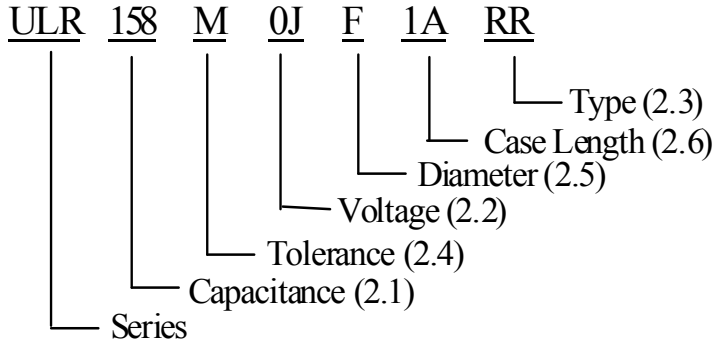 ULR 158 M 0J F 1A RR
Type (2.3)
Case Length (2.6)
Diameter (2.5)
Voltage (2.2)
Tolerance (2.4)
Capacitance (2.1)
Series